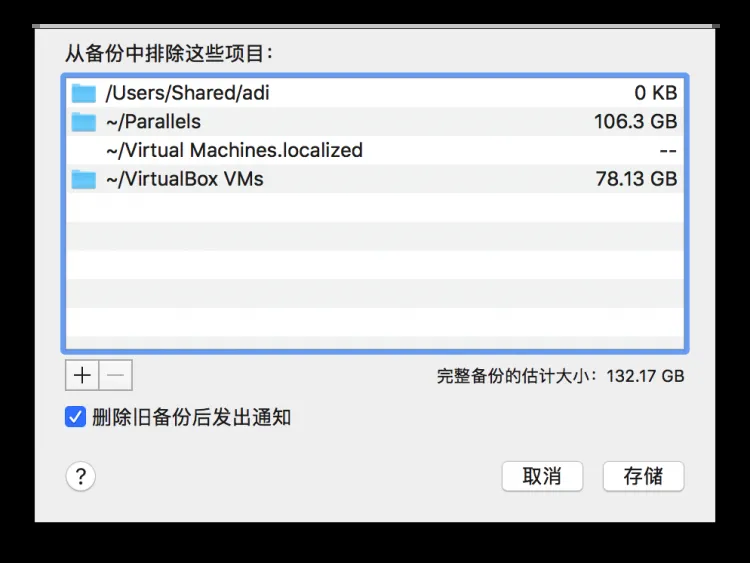 从备份中排除这些项目：
/Users/Shared/adi 0 KB
~/Parallels 106.3 GB
~/Virtual Machines.localized --
~/VirtualBox VMs 78.13 GB
+ — 完整备份的估计大小：132.17 GB
删除旧备份后发出通知
? 取消 存储